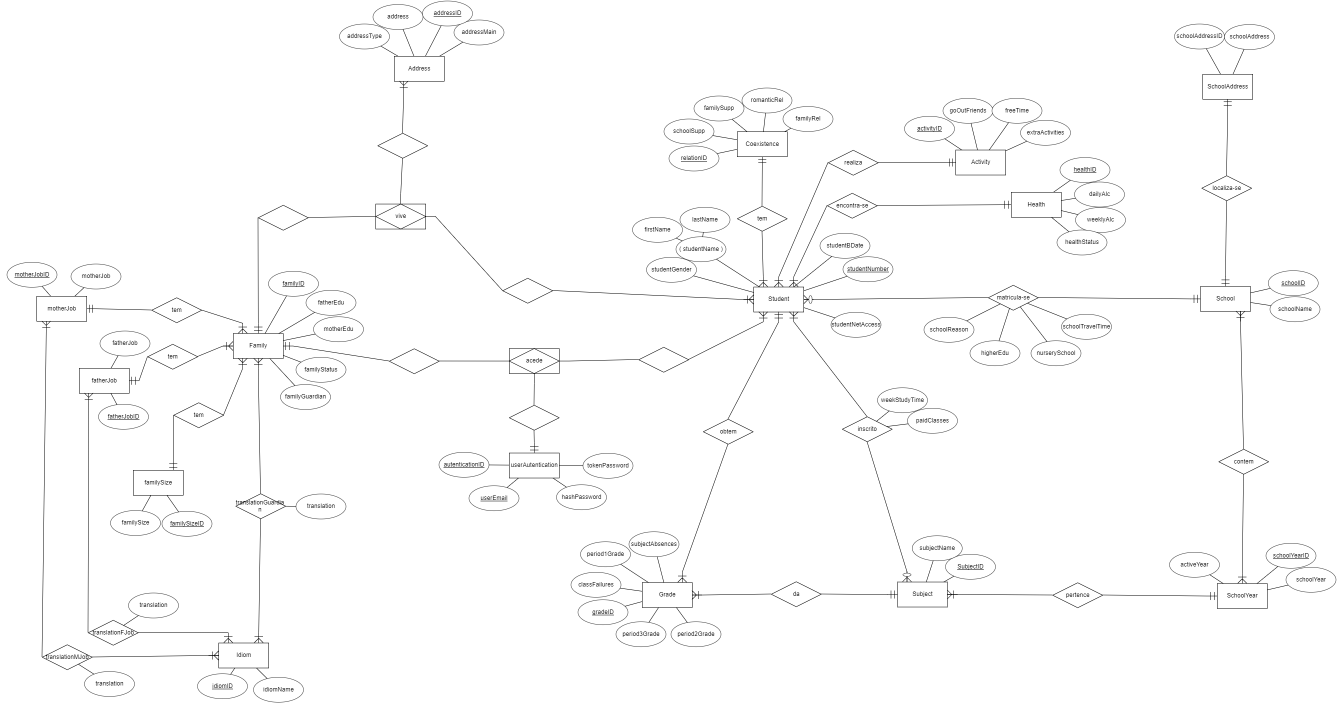 address
addressID
addressType
addressMain
Address
schoolAddressID
schoolAddress
SchoolAddress
familySupp
romanticRel
familyRel
schoolSupp
Coexistence
relationID
goOutFriends
freeTime
activityID
extraActivities
realiza
Activity
healthID
dailyAlc
encontra-se
Health
weeklyAlc
healthStatus
localiza-se
vive
tem
lastName
firstName
( studentName )
studentGender
studentBDate
studentNumber
Student
studentNetAccess
matricula-se
schoolReason
schoolTravelTime
higherEdu
nurserySchool
School
schoolID
schoolName
motherJobID
motherJob
motherJob
tem
familyID
fatherEdu
motherEdu
Family
familyStatus
familyGuardian
fatherJob
tem
fatherJob
fatherJobID
tem
acede
weekStudyTime
paidClasses
obtem
inscrito
contem
familySize
familySize
familySizeID
autenticationID
userAutentication
tokenPassword
userEmail
hashPassword
translationGuardia
n
translation
subjectAbsences
period1Grade
classFailures
gradeID
Grade
period3Grade
period2Grade
da
subjectName
SubjectID
Subject
pertence
activeYear
schoolYearID
schoolYear
SchoolYear
translation
translationFJob
translationMJob
translation
Idiom
idiomID
idiomName